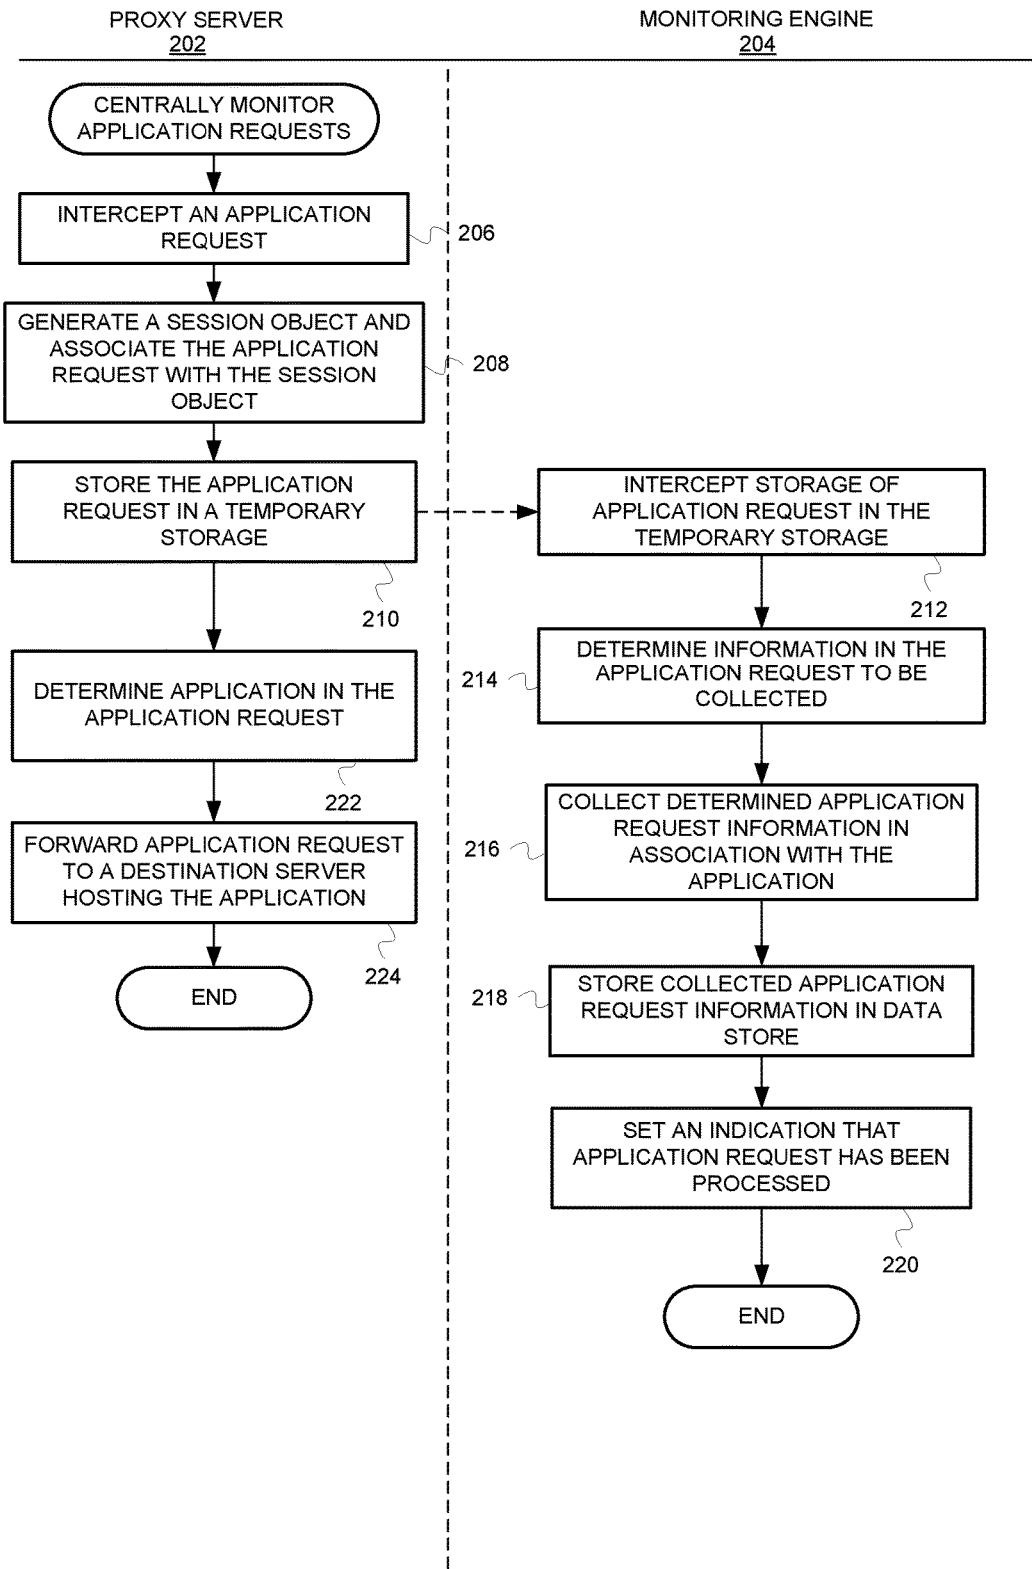 PROXY SERVER
202
MONITORING ENGINE
204
CENTRALLY MONITOR
APPLICATION REQUESTS
INTERCEPT AN APPLICATION
REQUEST
206
GENERATE A SESSION OBJECT AND
ASSOCIATE THE APPLICATION
REQUEST WITH THE SESSION
OBJECT
208
STORE THE APPLICATION
REQUEST IN A TEMPORARY
STORAGE
210
INTERCEPT STORAGE OF
APPLICATION REQUEST IN THE
TEMPORARY STORAGE
212
DETERMINE INFORMATION IN THE
APPLICATION REQUEST TO BE
COLLECTED
214
DETERMINE APPLICATION IN THE
APPLICATION REQUEST
222
COLLECT DETERMINED APPLICATION
REQUEST INFORMATION IN
ASSOCIATION WITH THE
APPLICATION
216
FORWARD APPLICATION REQUEST
TO A DESTINATION SERVER
HOSTING THE APPLICATION
224
END
STORE COLLECTED APPLICATION
REQUEST INFORMATION IN DATA
STORE
218
SET AN INDICATION THAT
APPLICATION REQUEST HAS BEEN
PROCESSED
220
END